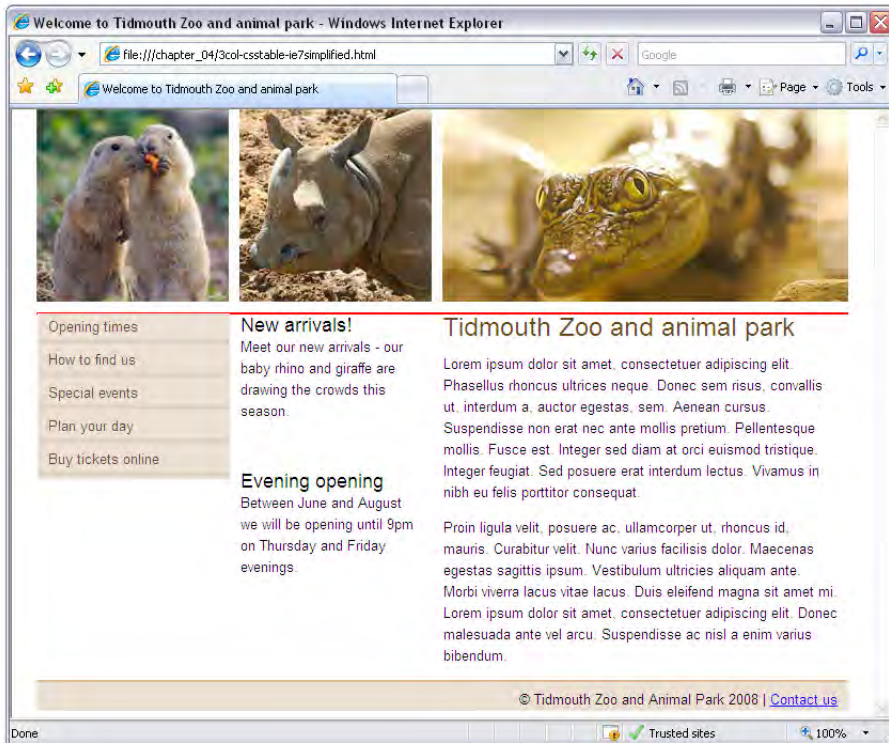 Welcome to Tidmouth Zoo and animal park - Windows Internet Explorer
file:///chapter_04/3col-csstable-ie7simplified.html
Google
Welcome to Tidmouth Zoo and animal park
Page
Tools
Opening times
How to find us
Special events
Plan your day
Buy tickets online
New arrivals!
Meet our new arrivals - our
baby rhino and giraffe are
drawing the crowds this
season.
Evening opening
Between June and August
we will be opening until 9pm
on Thursday and Friday
evenings.
Tidmouth Zoo and animal park
Lorem ipsum dolor sit amet, consectetuer adipiscing elit.
Phasellus rhoncus ultrices neque. Donec sem risus, convallis
ut, interdum a, auctor egestas, sem. Aenean cursus.
Suspendisse non erat nec ante mollis pretium. Pellentesque
mollis. Fusce est. Integer sed diam at orci euismod tristique.
Integer feugiat. Sed posuere erat interdum lectus. Vivamus in
nibh eu felis porttitor consequat.
Proin ligula velit, posuere ac, ullamcorper ut, rhoncus id,
mauris. Curabitur velit. Nunc varius facilisis dolor. Maecenas
egestas sagittis ipsum. Vestibulum ultricies aliquam ante.
Morbi viverra lacus vitae lacus. Duis eleifend magna sit amet mi.
Lorem ipsum dolor sit amet, consectetuer adipiscing elit. Donec
malesuada ante vel arcu. Suspendisse ac nisl a enim varius
bibendum.
© Tidmouth Zoo and Animal Park 2008 | Contact us
Done
Trusted sites
100%